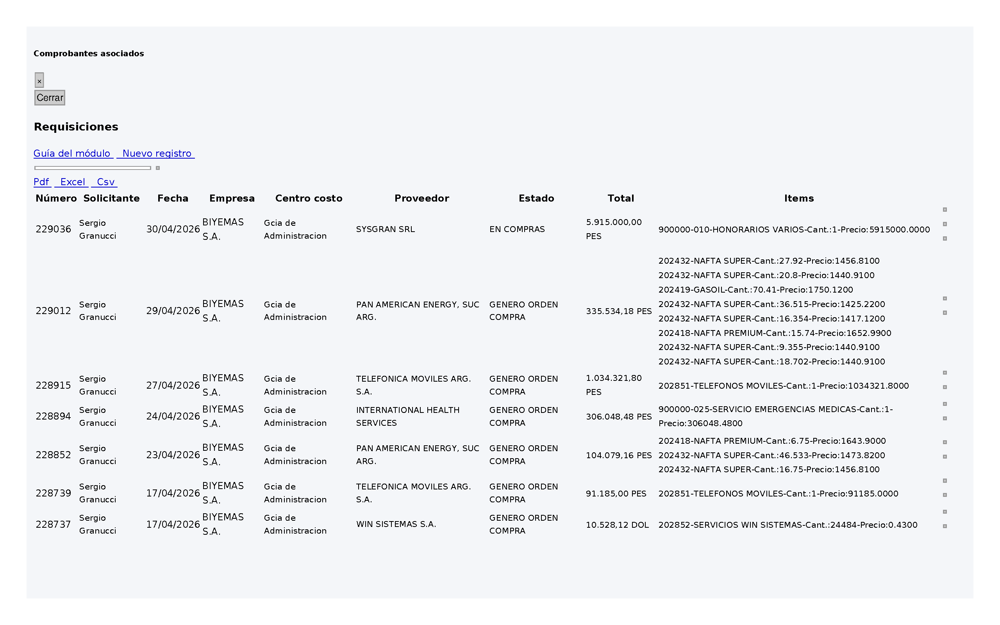 Comprobantes asociados
×
Cerrar
Requisiciones
Guía del módulo   Nuevo registro
Pdf   Excel   Csv
Número Solicitante Fecha Empresa Centro costo Proveedor Estado Total Items
229036 Sergio Granucci 30/04/2026 BIYEMAS S.A. Gcia de Administracion SYSGRAN SRL EN COMPRAS 5.915.000,00 PES 900000-010-HONORARIOS VARIOS-Cant.:1-Precio:5915000.0000
229012 Sergio Granucci 29/04/2026 BIYEMAS S.A. Gcia de Administracion PAN AMERICAN ENERGY, SUC ARG. GENERO ORDEN COMPRA 335.534,18 PES
202432-NAFTA SUPER-Cant.:27.92-Precio:1456.8100
202432-NAFTA SUPER-Cant.:20.8-Precio:1440.9100
202419-GASOIL-Cant.:70.41-Precio:1750.1200
202432-NAFTA SUPER-Cant.:36.515-Precio:1425.2200
202432-NAFTA SUPER-Cant.:16.354-Precio:1417.1200
202418-NAFTA PREMIUM-Cant.:15.74-Precio:1652.9900
202432-NAFTA SUPER-Cant.:9.355-Precio:1440.9100
202432-NAFTA SUPER-Cant.:18.702-Precio:1440.9100
228915 Sergio Granucci 27/04/2026 BIYEMAS S.A. Gcia de Administracion TELEFONICA MOVILES ARG. S.A. GENERO ORDEN COMPRA 1.034.321,80 PES 202851-TELEFONOS MOVILES-Cant.:1-Precio:1034321.8000
228894 Sergio Granucci 24/04/2026 BIYEMAS S.A. Gcia de Administracion INTERNATIONAL HEALTH SERVICES GENERO ORDEN COMPRA 306.048,48 PES 900000-025-SERVICIO EMERGENCIAS MEDICAS-Cant.:1-
Precio:306048.4800
228852 Sergio Granucci 23/04/2026 BIYEMAS S.A. Gcia de Administracion PAN AMERICAN ENERGY, SUC ARG. GENERO ORDEN COMPRA 104.079,16 PES
202418-NAFTA PREMIUM-Cant.:6.75-Precio:1643.9000
202432-NAFTA SUPER-Cant.:46.533-Precio:1473.8200
202432-NAFTA SUPER-Cant.:16.75-Precio:1456.8100
228739 Sergio Granucci 17/04/2026 BIYEMAS S.A. Gcia de Administracion TELEFONICA MOVILES ARG. S.A. GENERO ORDEN COMPRA 91.185,00 PES 202851-TELEFONOS MOVILES-Cant.:1-Precio:91185.0000
228737 Sergio Granucci 17/04/2026 BIYEMAS S.A. Gcia de Administracion WIN SISTEMAS S.A. GENERO ORDEN COMPRA 10.528,12 DOL 202852-SERVICIOS WIN SISTEMAS-Cant.:24484-Precio:0.4300